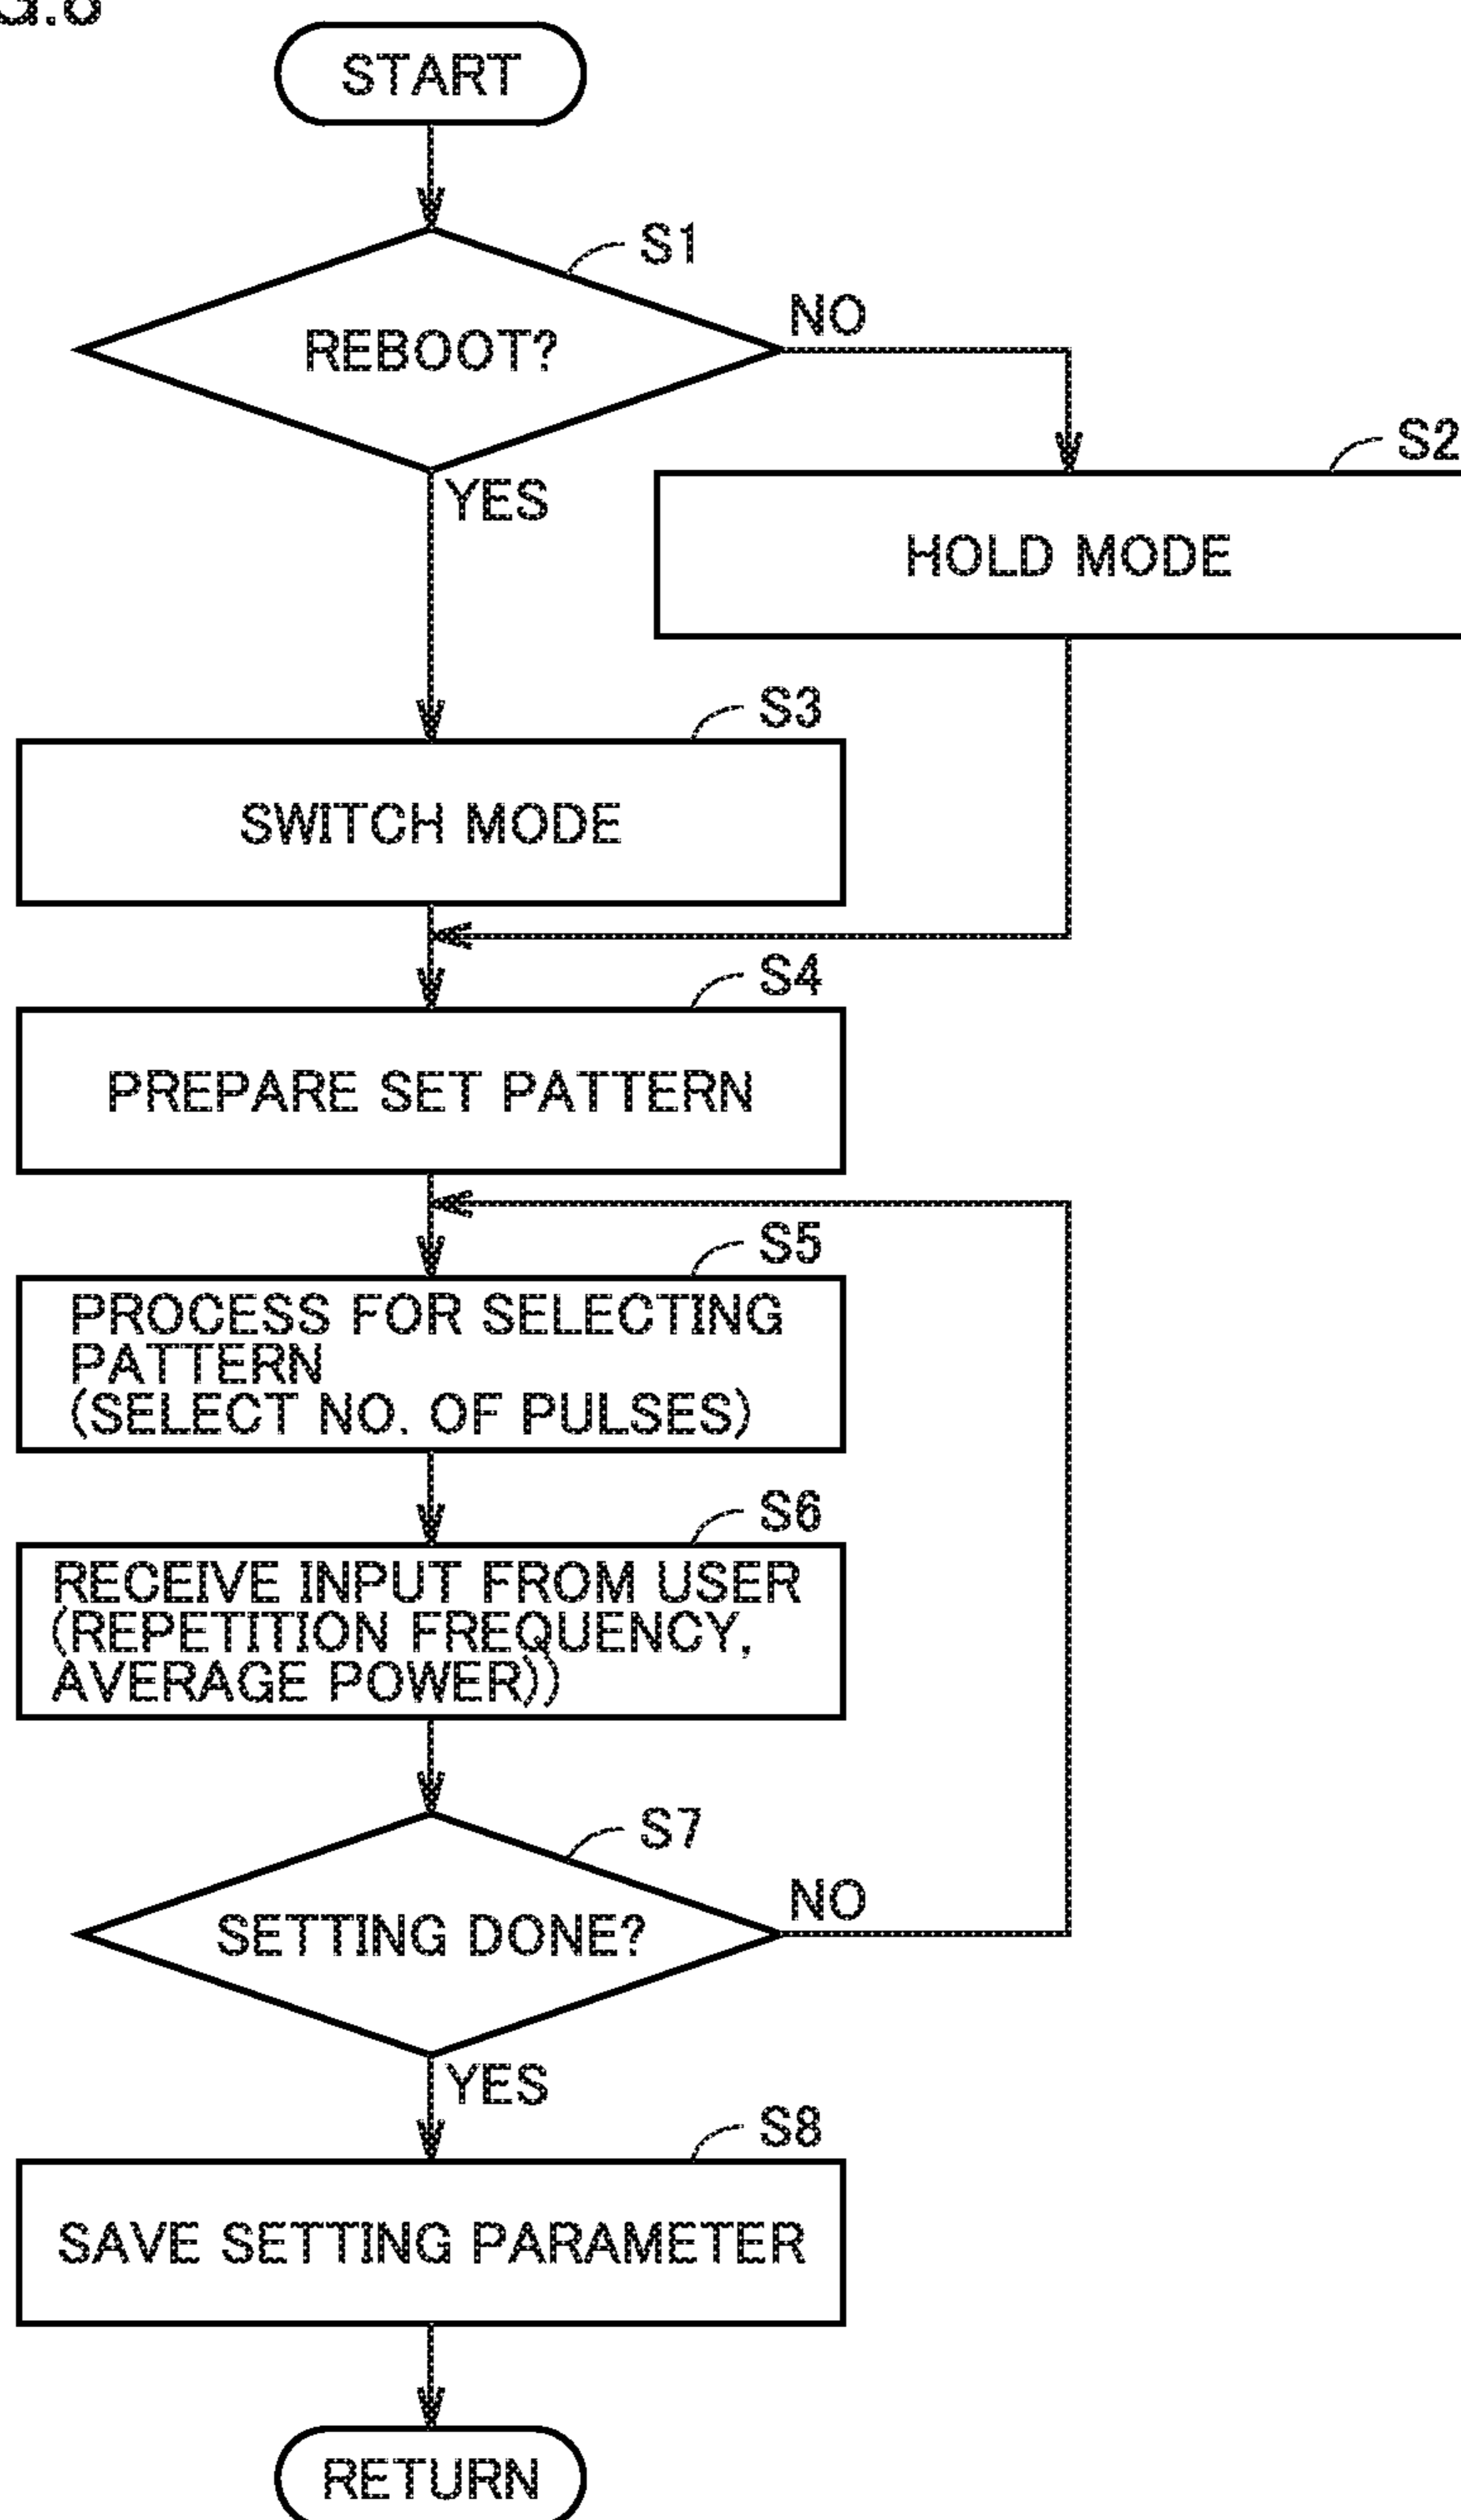 START
S1
REBOOT?
NO
YES
S2
HOLD MODE
S3
SWITCH MODE
S4
PREPARE SET PATTERN
S5
PROCESS FOR SELECTING
PATTERN
(SELECT NO. OF PULSES)
S6
RECEIVE INPUT FROM USER
(REPETITION FREQUENCY,
AVERAGE POWER))
S7
SETTING DONE?
NO
YES
S8
SAVE SETTING PARAMETER
RETURN